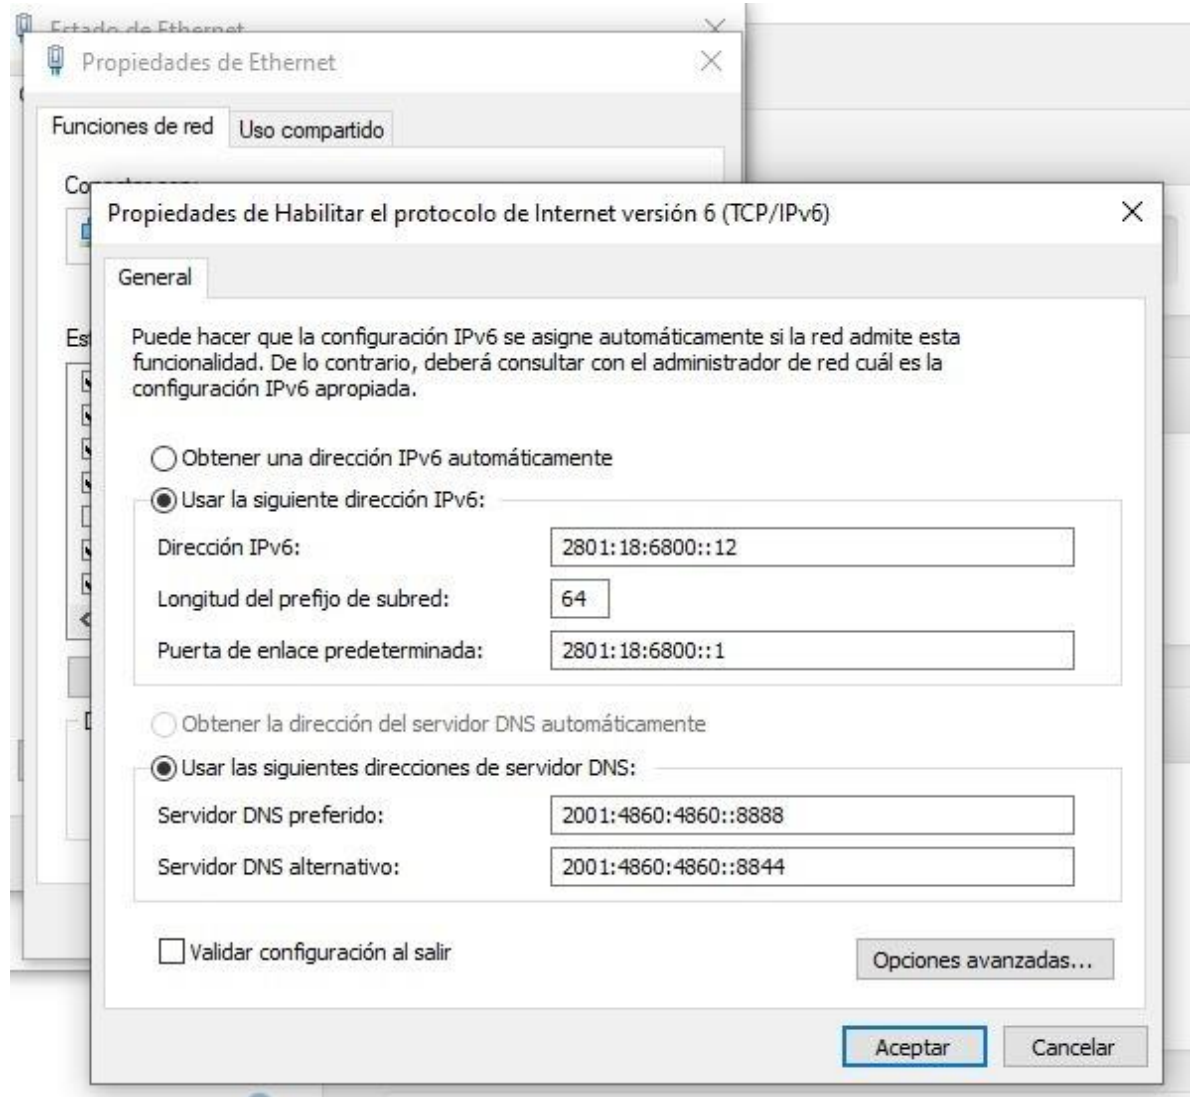 Estado de Ethernet
Propiedades de Ethernet
Funciones de red
Uso compartido
Propiedades de Habilitar el protocolo de Internet versión 6 (TCP/IPv6)
General
Puede hacer que la configuración IPv6 se asigne automáticamente si la red admite esta
funcionalidad. De lo contrario, deberá consultar con el administrador de red cuál es la
configuración IPv6 apropiada.
Obtener una dirección IPv6 automáticamente
Usar la siguiente dirección IPv6:
Dirección IPv6: 2801:18:6800::12
Longitud del prefijo de subred: 64
Puerta de enlace predeterminada: 2801:18:6800::1
Obtener la dirección del servidor DNS automáticamente
Usar las siguientes direcciones de servidor DNS:
Servidor DNS preferido: 2001:4860:4860::8888
Servidor DNS alternativo: 2001:4860:4860::8844
Validar configuración al salir
Opciones avanzadas...
Aceptar
Cancelar